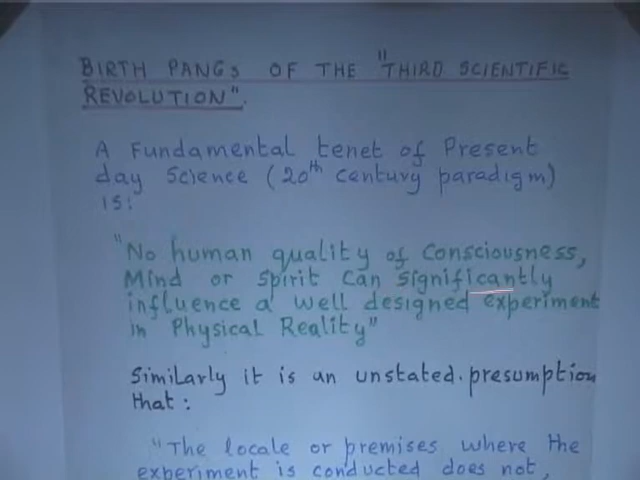 BIRTH PANGS OF THE "THIRD SCIENTIFIC
REVOLUTION".
A Fundamental tenet of Present
day Science (20th century paradigm)
is:
"No human quality of Consciousness,
Mind or Spirit can significantly
influence a well designed experiment
in Physical Reality"
Similarly it is an unstated.presumption
that:
"The locale or premises where the
experiment is conducted does not,